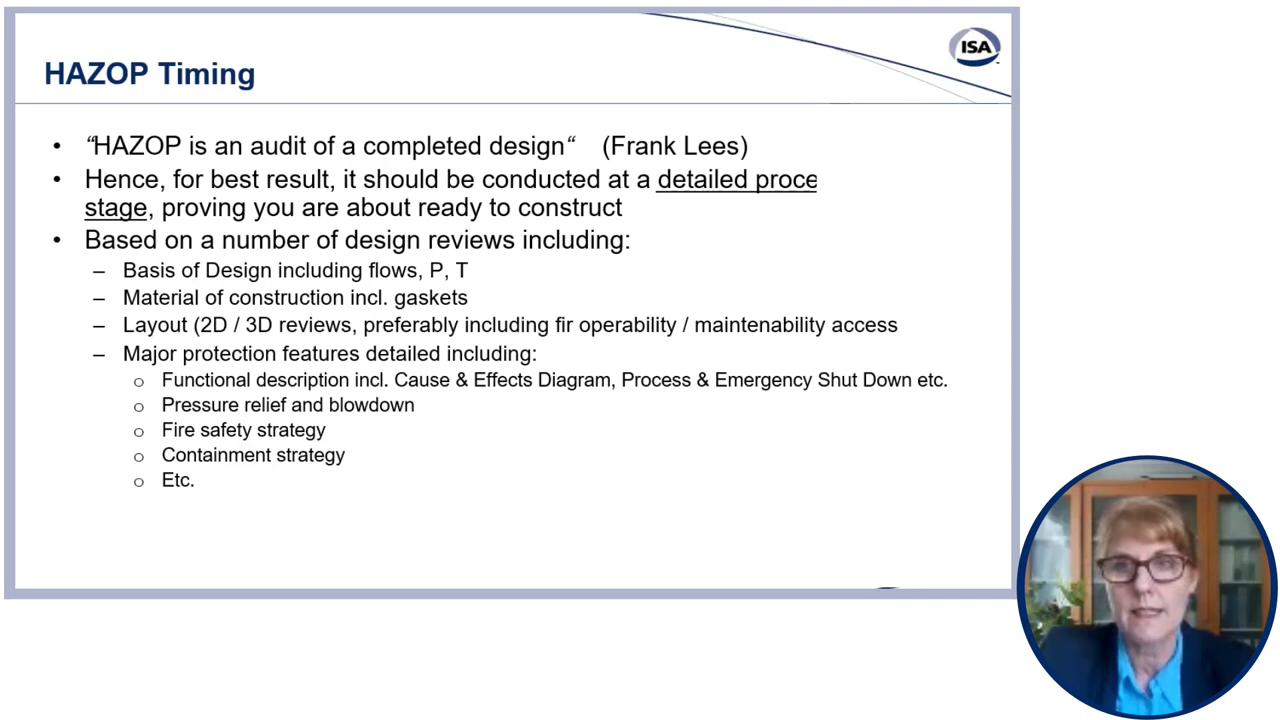 ISA
HAZOP Timing
• “HAZOP is an audit of a completed design“ (Frank Lees)
• Hence, for best result, it should be conducted at a detailed proce
stage, proving you are about ready to construct
• Based on a number of design reviews including:
– Basis of Design including flows, P, T
– Material of construction incl. gaskets
– Layout (2D / 3D reviews, preferably including fir operability / maintenability access
– Major protection features detailed including:
o Functional description incl. Cause & Effects Diagram, Process & Emergency Shut Down etc.
o Pressure relief and blowdown
o Fire safety strategy
o Containment strategy
o Etc.